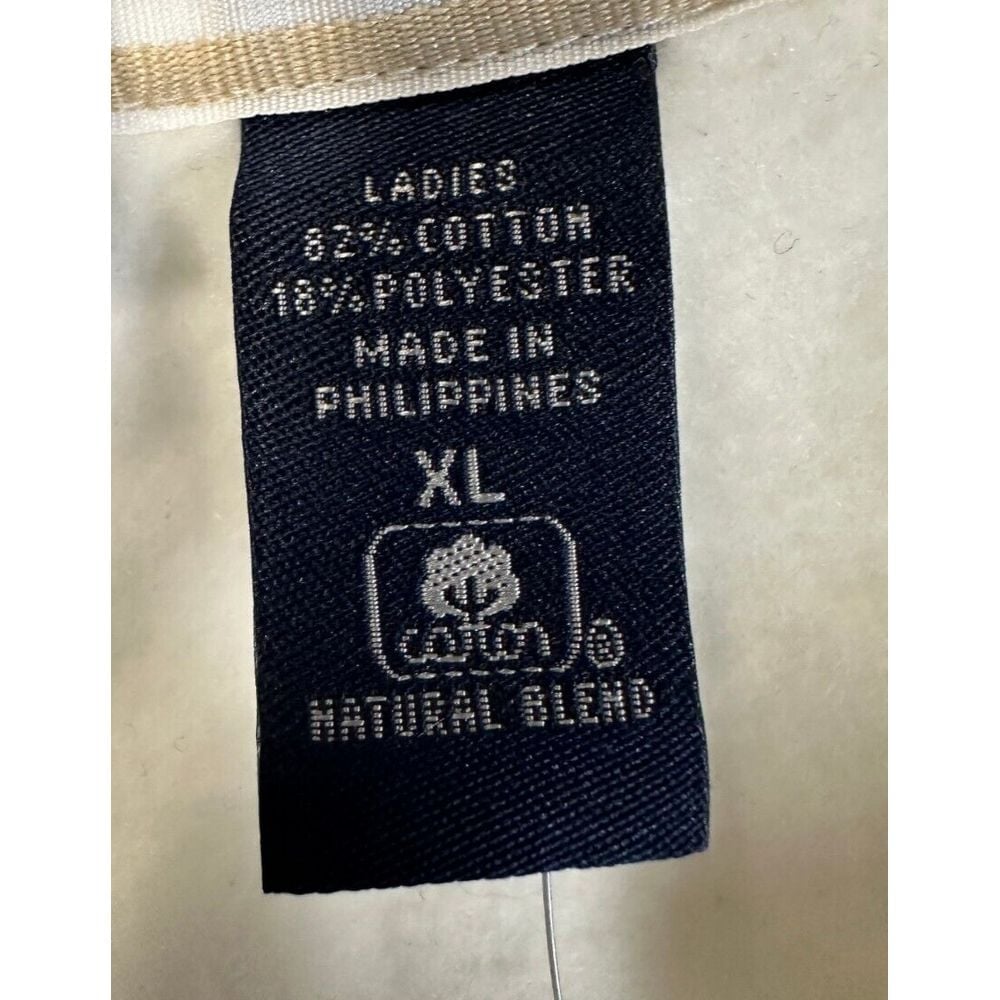 LADIES
82% COTTON
18% POLYESTER
MADE IN
PHILIPPINES
XL
cotton ®
NATURAL BLEND